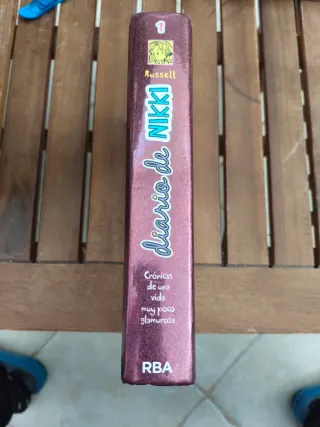 1
Russell
diario de NIKKI
Crónicas
de una
vida
muy poco
glamurosa
RBA